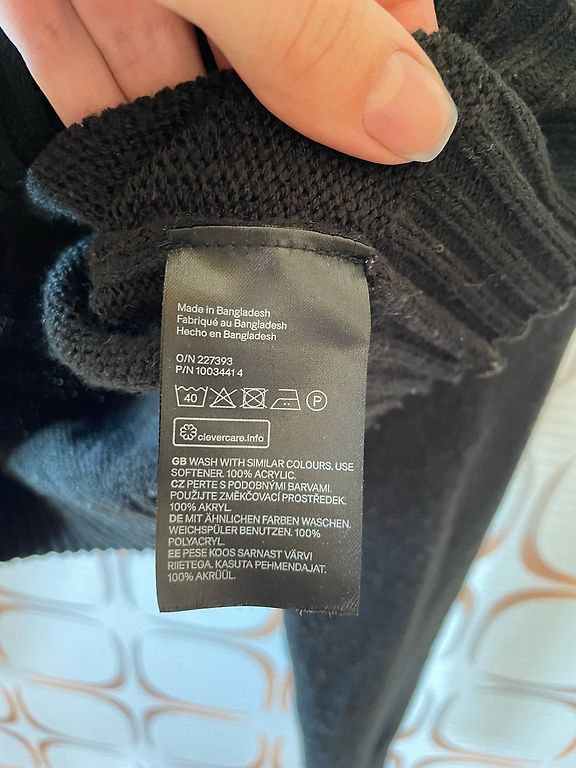 Made in Bangladesh
Fabriqué au Bangladesh
Hecho en Bangladesh
O/N 227393
P/N 10034414
40 P
clevercare.info
GB WASH WITH SIMILAR COLOURS. USE
SOFTENER. 100% ACRYLIC.
CZ PERTE S PODOBNÝMI BARVAMI.
POUŽIJTE ZMĚKČOVACÍ PROSTŘEDEK.
100% AKRYL.
DE MIT ÄHNLICHEN FARBEN WASCHEN.
WEICHSPÜLER BENUTZEN. 100%
POLYACRYL.
EE PESE KOOS SARNAST VÄRVI
RIIETEGA. KASUTA PEHMENDAJAT.
100% AKRÜÜL.